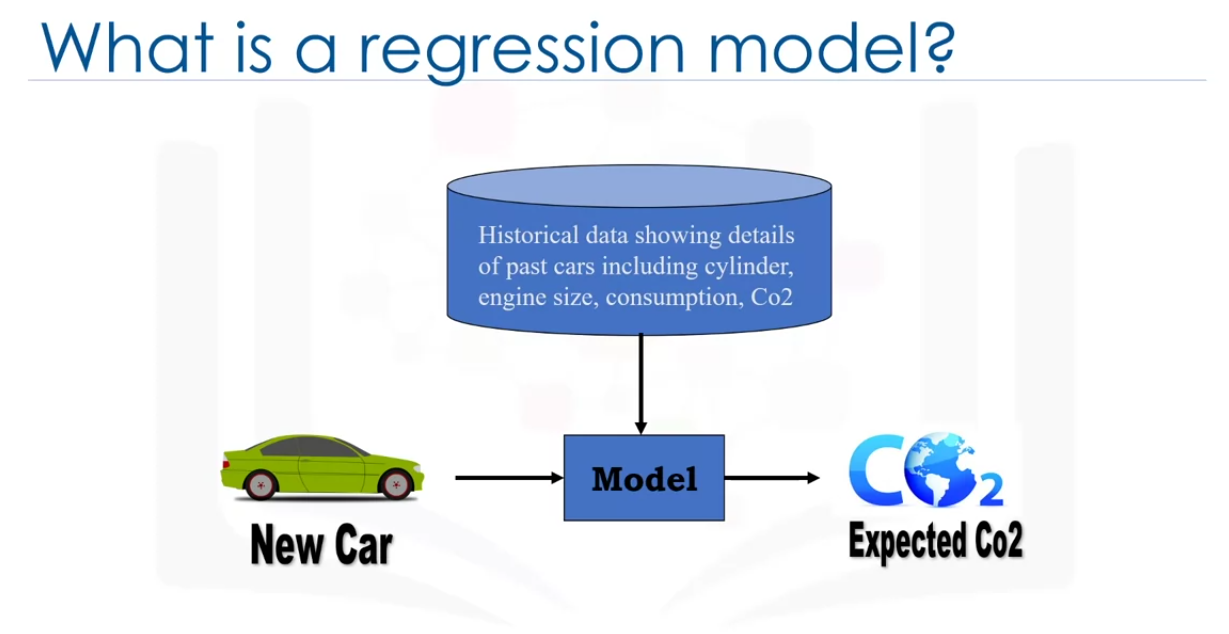 What is a regression model?
Historical data showing details
of past cars including cylinder,
engine size, consumption, Co2
Model
CO2
New Car
Expected Co2